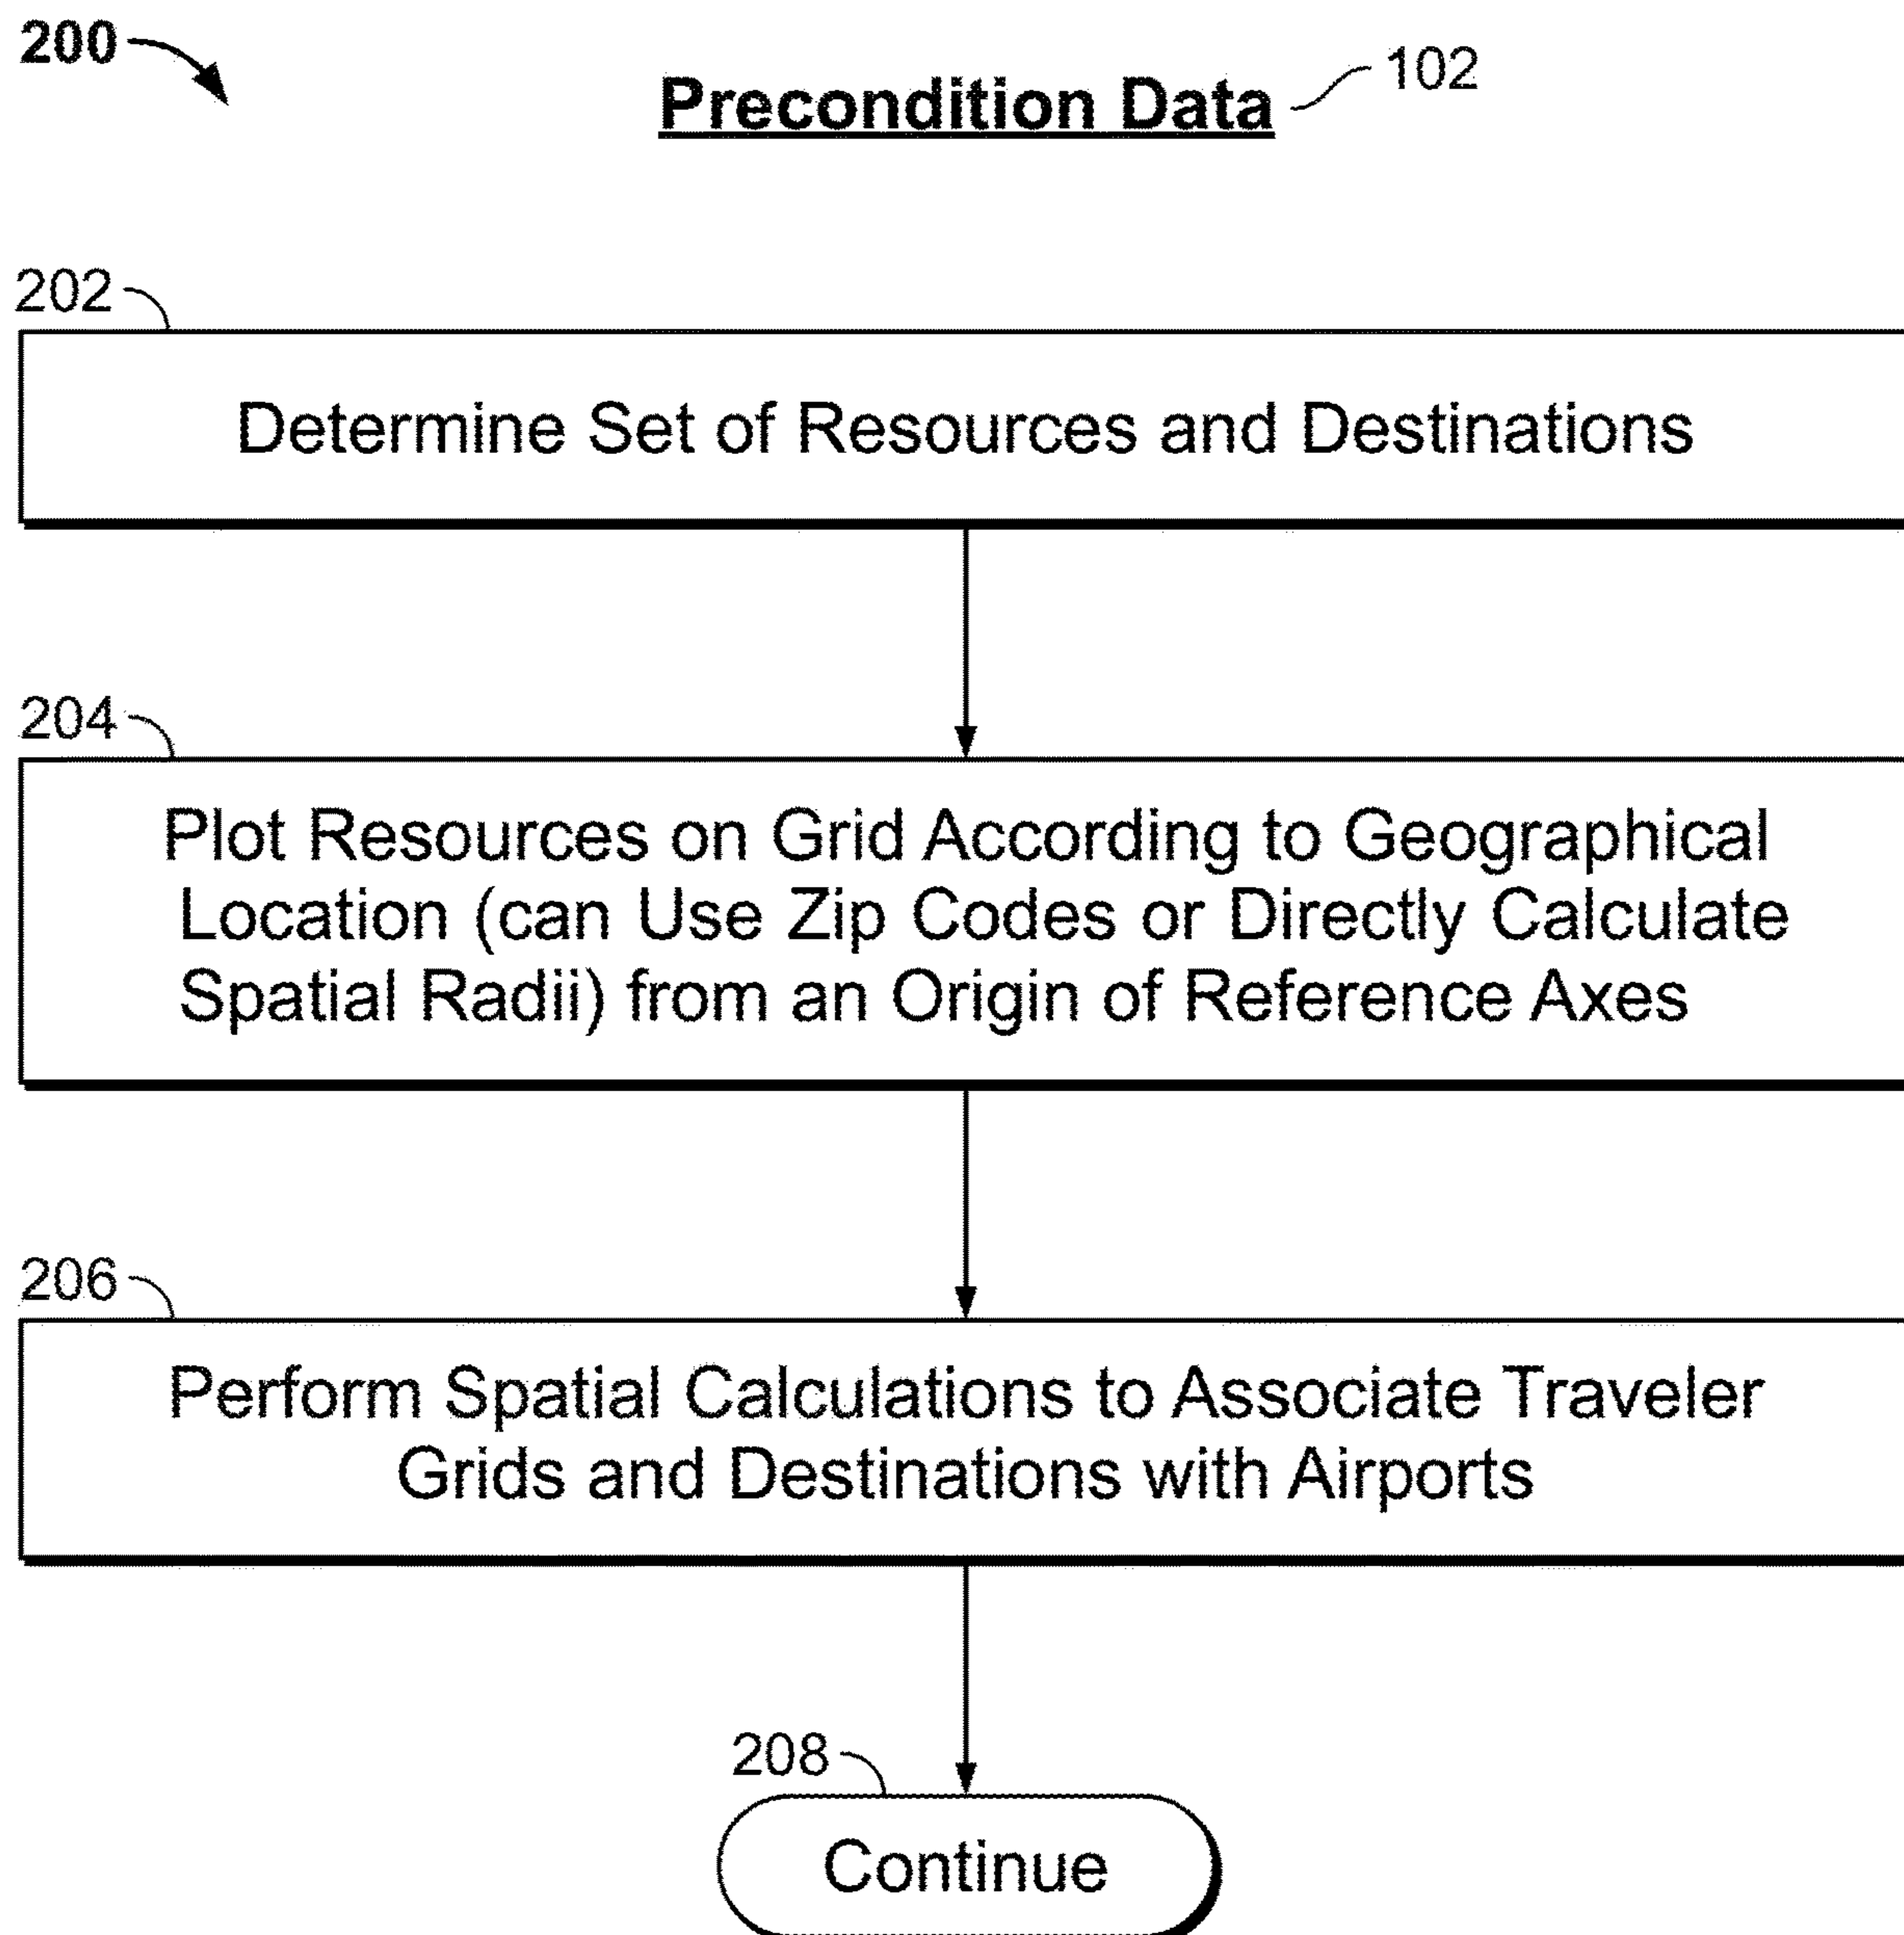 200
Precondition Data 102
202
Determine Set of Resources and Destinations
204
Plot Resources on Grid According to Geographical
Location (can Use Zip Codes or Directly Calculate
Spatial Radii) from an Origin of Reference Axes
206
Perform Spatial Calculations to Associate Traveler
Grids and Destinations with Airports
208
Continue